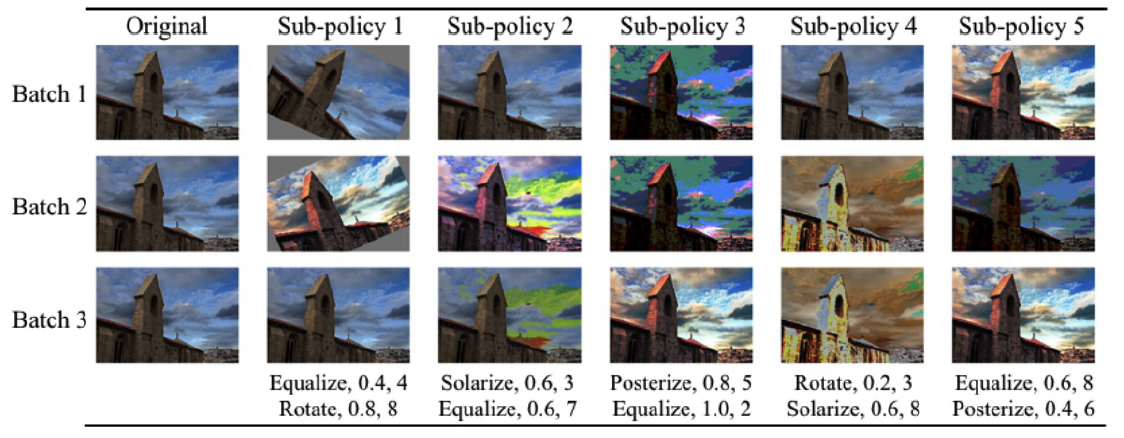 Original Sub-policy 1 Sub-policy 2 Sub-policy 3 Sub-policy 4 Sub-policy 5
Batch 1
Batch 2
Batch 3
Equalize, 0.4, 4 Solarize, 0.6, 3 Posterize, 0.8, 5 Rotate, 0.2, 3 Equalize, 0.6, 8
Rotate, 0.8, 8 Equalize, 0.6, 7 Equalize, 1.0, 2 Solarize, 0.6, 8 Posterize, 0.4, 6